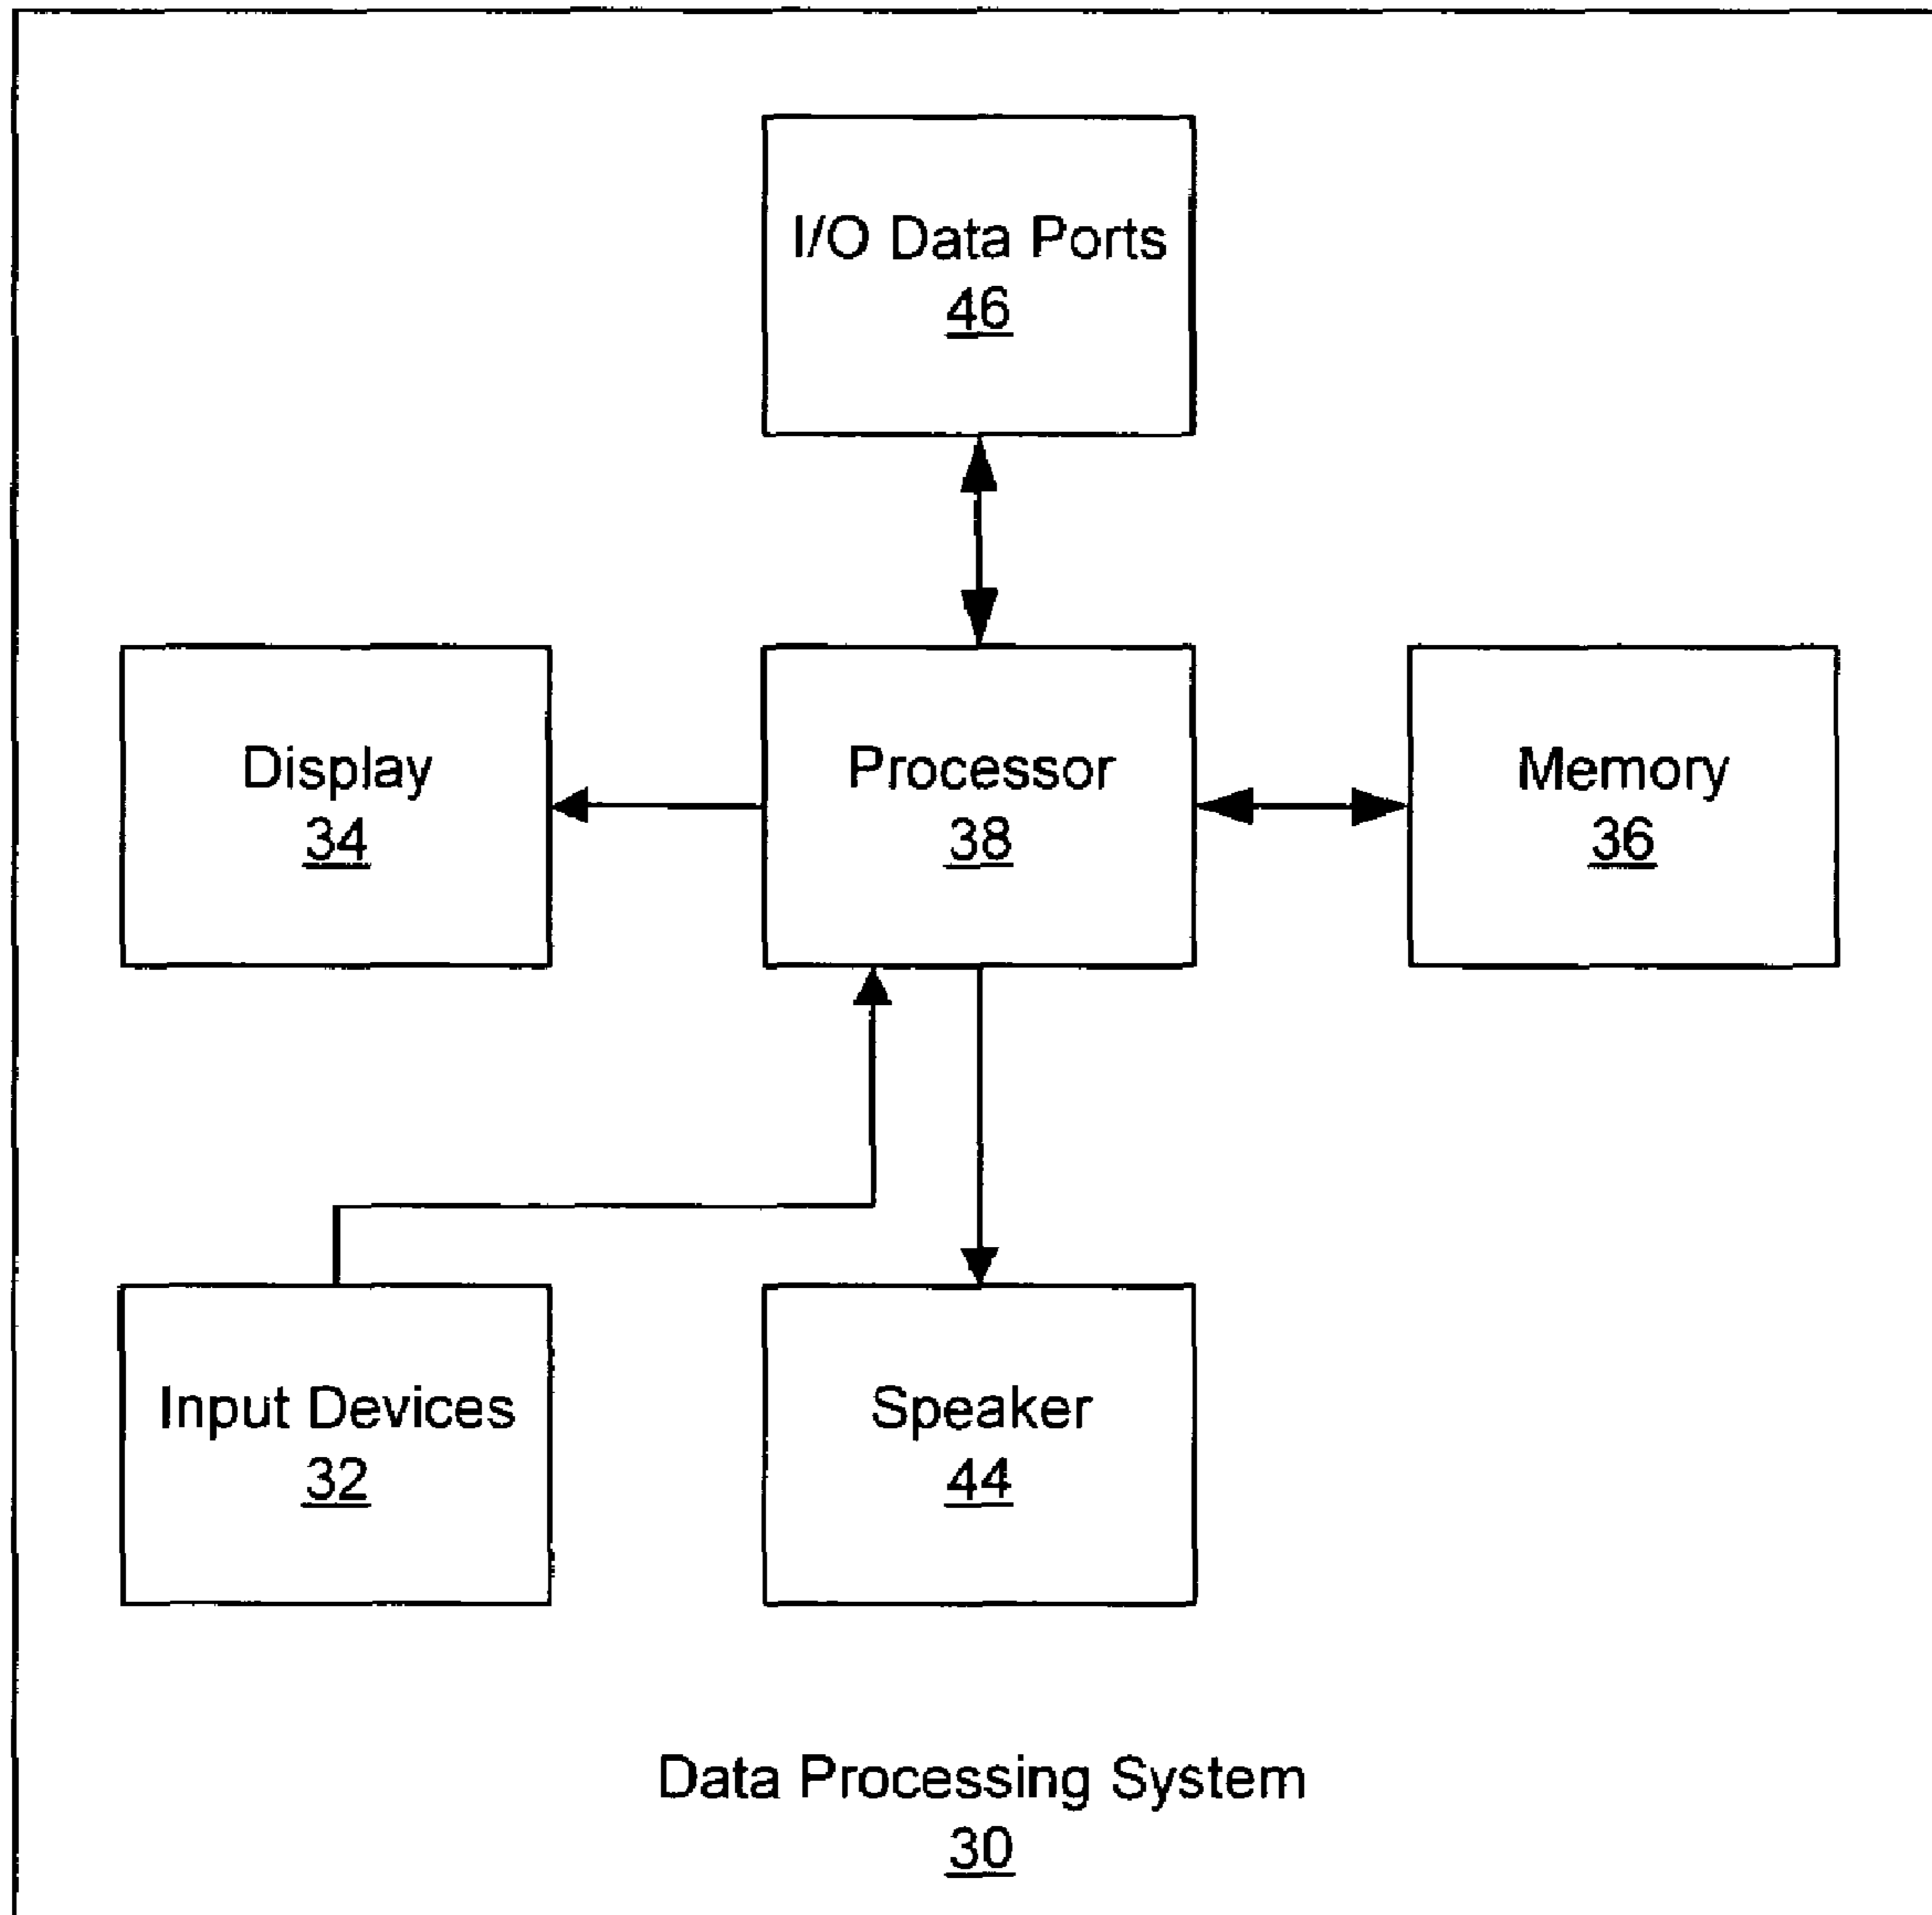 I/O Data Ports
46
Display
34
Processor
38
Memory
36
Input Devices
32
Speaker
44
Data Processing System
30